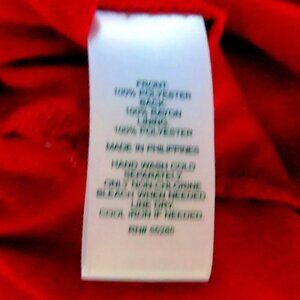 FRONT
100% POLYESTER
BACK
100% RAYON
LINING
100% POLYESTER
MADE IN PHILIPPINES
HAND WASH COLD
SEPARATELY
ONLY NON-CHLORINE
BLEACH WHEN NEEDED
LINE DRY
COOL IRON IF NEEDED
RN#